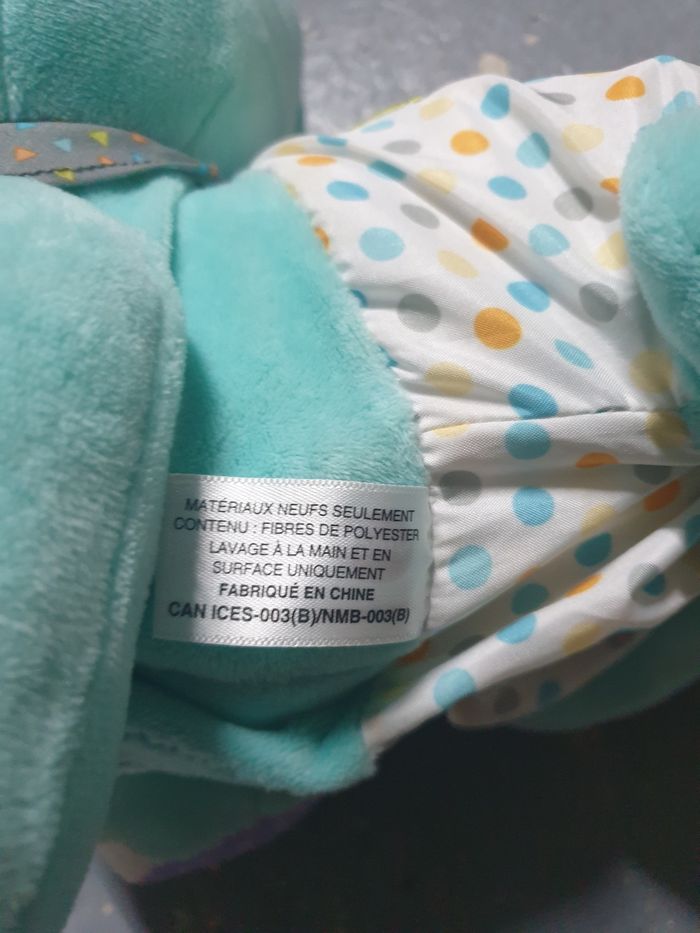 MATÉRIAUX NEUFS SEULEMENT
CONTENU : FIBRES DE POLYESTER
LAVAGE À LA MAIN ET EN
SURFACE UNIQUEMENT
FABRIQUÉ EN CHINE
CAN ICES-003(B)/NMB-003(B)